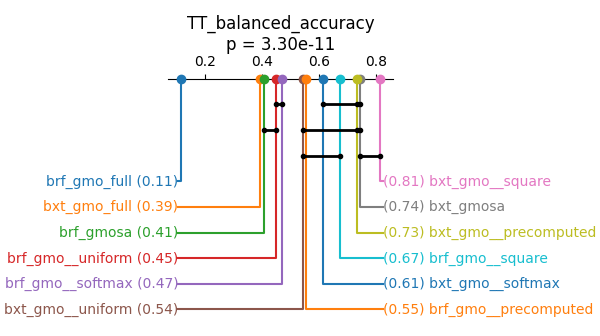 TT_balanced_accuracy
p = 3.30e-11
0.2 0.4 0.6 0.8
brf_gmo_full (0.11) (0.81) bxt_gmo__square
bxt_gmo_full (0.39) (0.74) bxt_gmosa
brf_gmosa (0.41) (0.73) bxt_gmo__precomputed
brf_gmo__uniform (0.45) (0.67) brf_gmo__square
brf_gmo__softmax (0.47) (0.61) bxt_gmo__softmax
bxt_gmo__uniform (0.54) (0.55) brf_gmo__precomputed